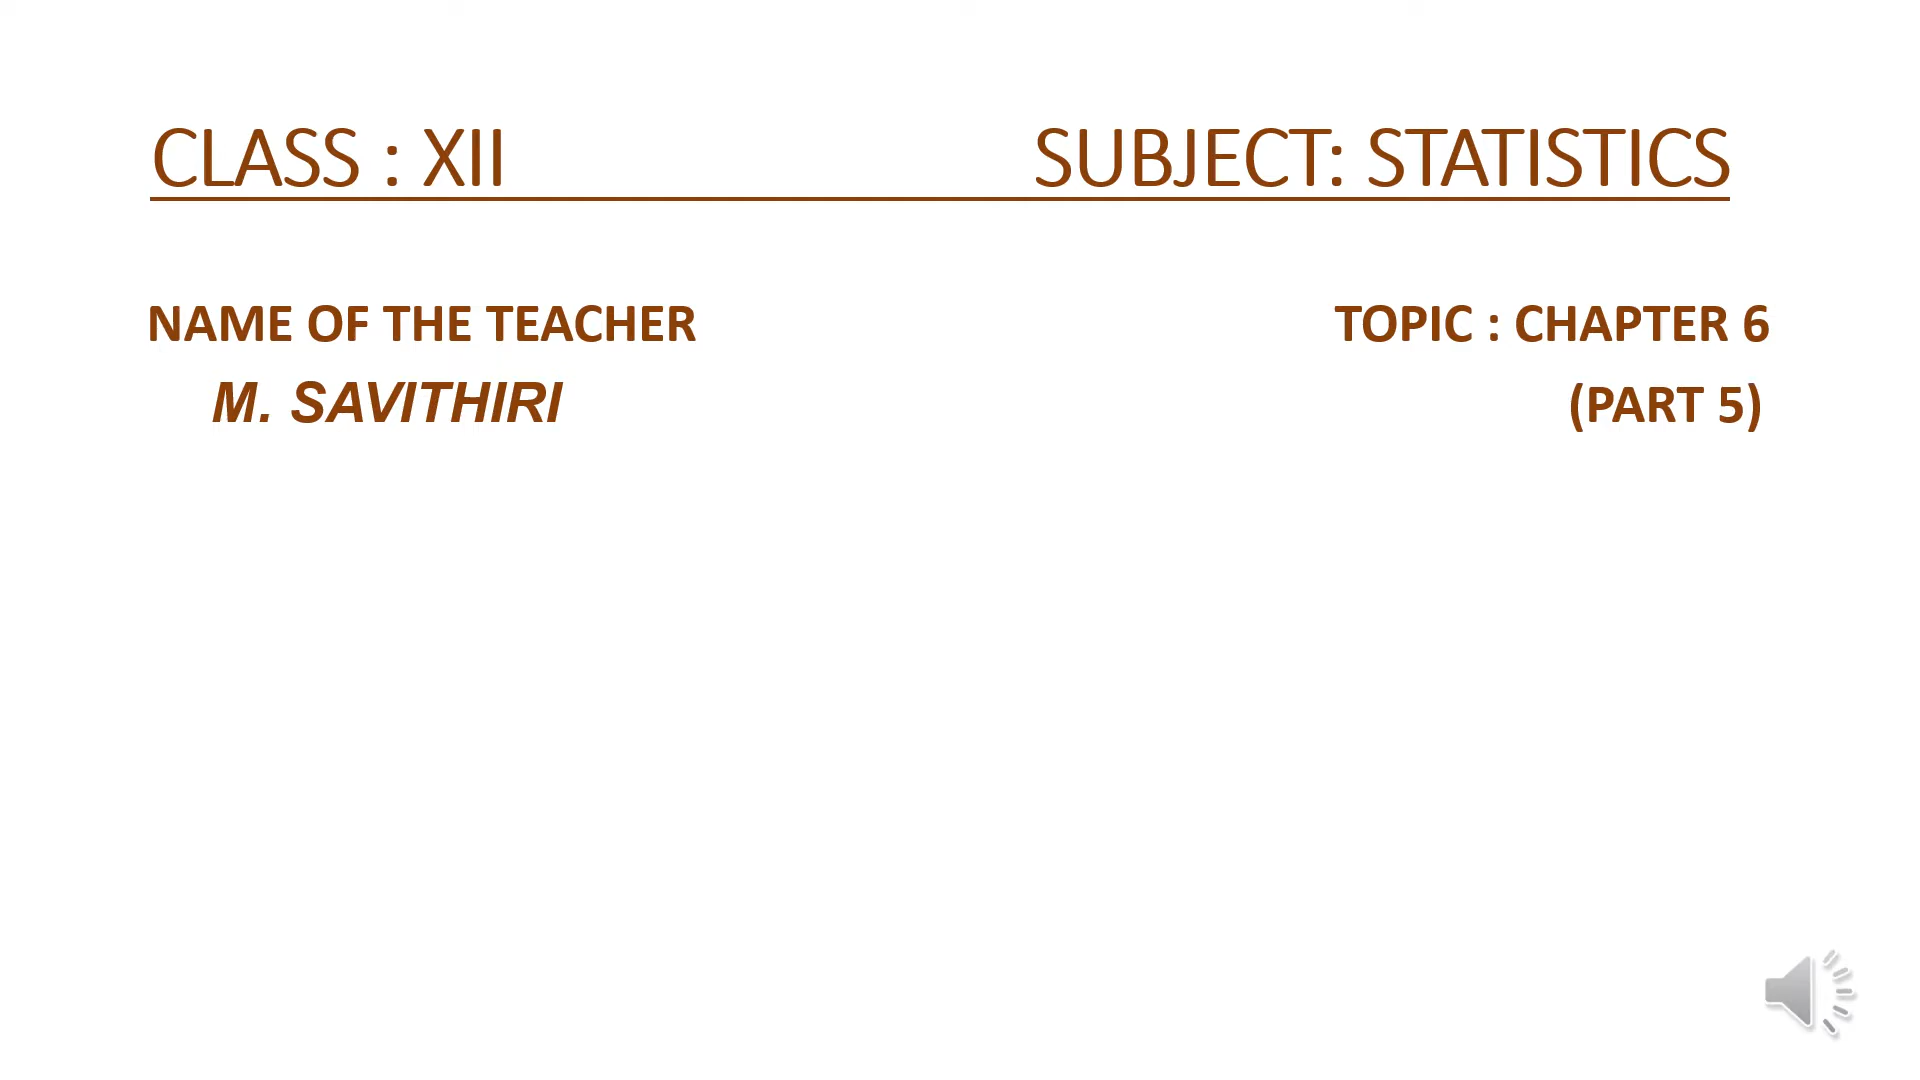 CLASS : XII SUBJECT: STATISTICS
NAME OF THE TEACHER TOPIC : CHAPTER 6
M. SAVITHIRI (PART 5)